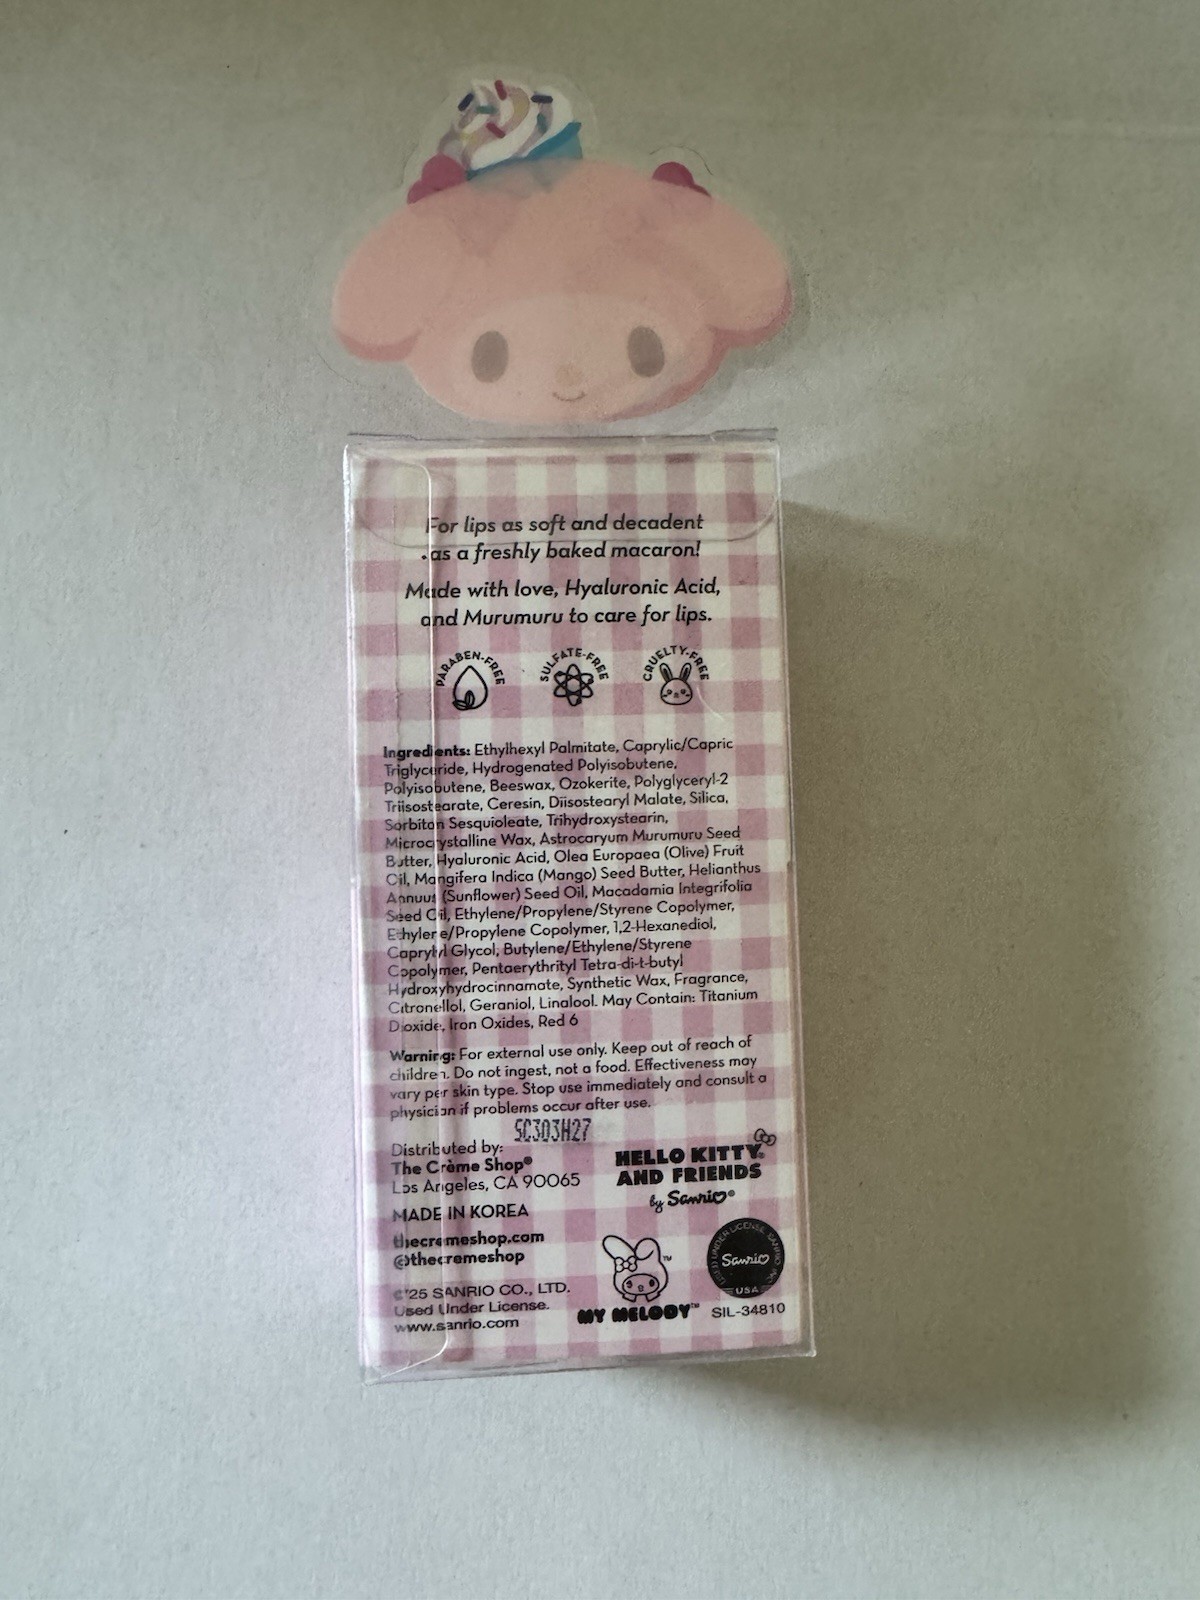 For lips as soft and decadent
as a freshly baked macaron!
Made with love, Hyaluronic Acid,
and Murumuru to care for lips.
PARABEN-FREE
SULFATE-FREE
CRUELTY-FREE
Ingredients: Ethylhexyl Palmitate, Caprylic/Capric
Triglyceride, Hydrogenated Polyisobutene,
Polyisobutene, Beeswax, Ozokerite, Polyglyceryl-2
Triisostearate, Ceresin, Diisostearyl Malate, Silica,
Sorbitan Sesquioleate, Trihydroxystearin,
Microcrystalline Wax, Astrocaryum Murumuru Seed
Butter, Hyaluronic Acid, Olea Europaea (Olive) Fruit
Oil, Mangifera Indica (Mango) Seed Butter, Helianthus
Annuus (Sunflower) Seed Oil, Macadamia Integrifolia
Seed Oil, Ethylene/Propylene/Styrene Copolymer,
Ethylene/Propylene Copolymer, 1,2-Hexanediol,
Caprylyl Glycol, Butylene/Ethylene/Styrene
Copolymer, Pentaerythrityl Tetra-di-t-butyl
Hydroxyhydrocinnamate, Synthetic Wax, Fragrance,
Citronellol, Geraniol, Linalool. May Contain: Titanium
Dioxide, Iron Oxides, Red 6
Warning: For external use only. Keep out of reach of
children. Do not ingest, not a food. Effectiveness may
vary per skin type. Stop use immediately and consult a
physician if problems occur after use.
SC303H27
Distributed by:
The Crème Shop®
Los Angeles, CA 90065
MADE IN KOREA
thecremeshop.com
@thecremeshop
©'25 SANRIO CO., LTD.
Used Under License.
www.sanrio.com
HELLO KITTY®
AND FRIENDS
by Sanrio®
MY MELODY™
USED UNDER LICENSE, SANRIO, INC.
Sanrio
USA
SIL-34810